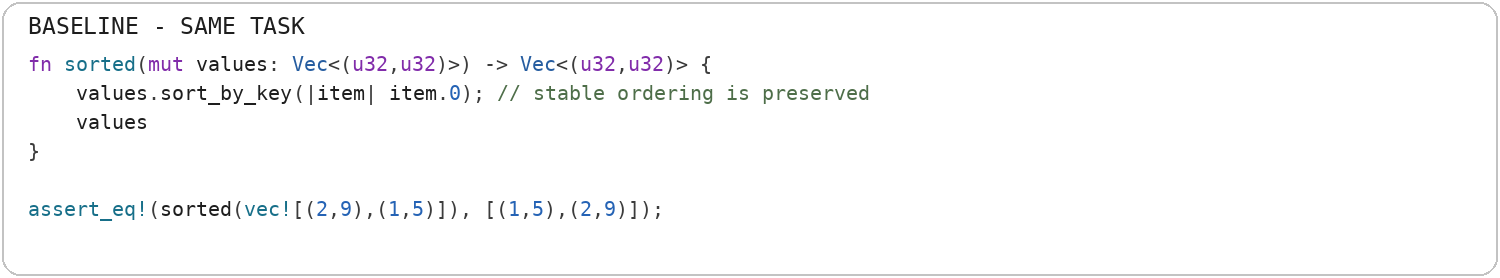 BASELINE - SAME TASK
fn sorted(mut values: Vec<(u32,u32)>) -> Vec<(u32,u32)> {
    values.sort_by_key(|item| item.0); // stable ordering is preserved
    values
}
assert_eq!(sorted(vec![(2,9),(1,5)]), [(1,5),(2,9)]);